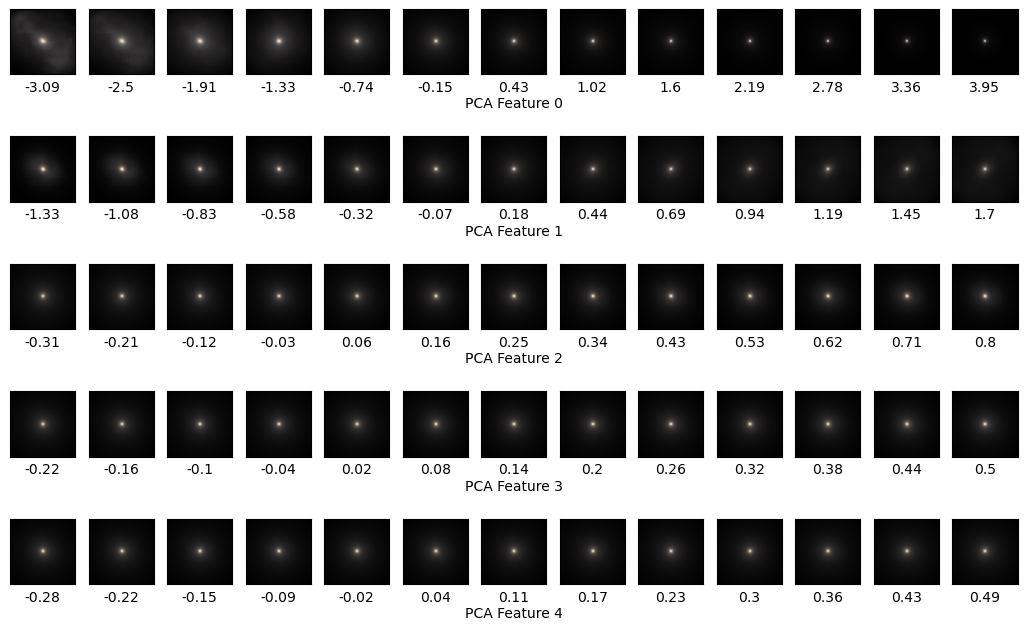 -3.09 -2.5 -1.91 -1.33 -0.74 -0.15 0.43 1.02 1.6 2.19 2.78 3.36 3.95
PCA Feature 0
-1.33 -1.08 -0.83 -0.58 -0.32 -0.07 0.18 0.44 0.69 0.94 1.19 1.45 1.7
PCA Feature 1
-0.31 -0.21 -0.12 -0.03 0.06 0.16 0.25 0.34 0.43 0.53 0.62 0.71 0.8
PCA Feature 2
-0.22 -0.16 -0.1 -0.04 0.02 0.08 0.14 0.2 0.26 0.32 0.38 0.44 0.5
PCA Feature 3
-0.28 -0.22 -0.15 -0.09 -0.02 0.04 0.11 0.17 0.23 0.3 0.36 0.43 0.49
PCA Feature 4